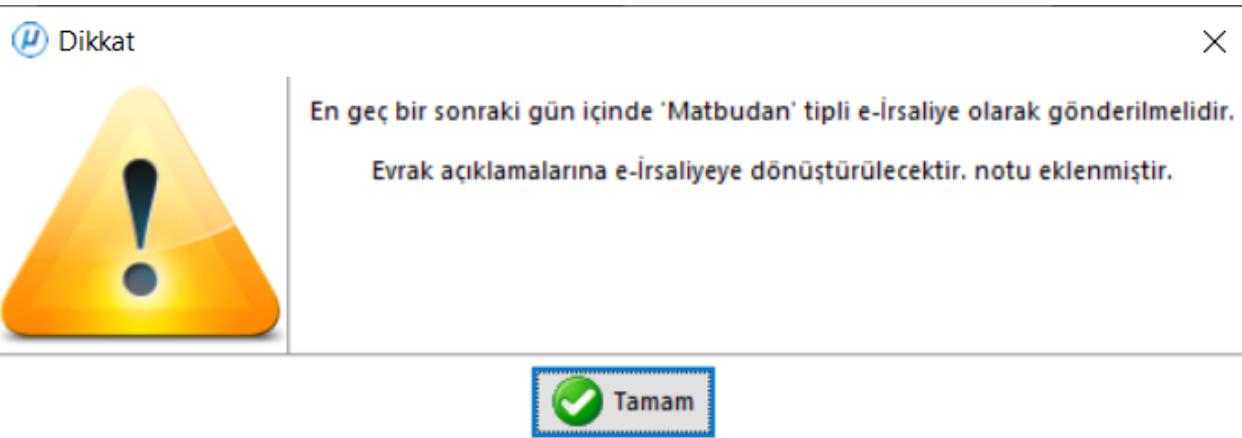 Dikkat
En geç bir sonraki gün içinde 'Matbudan' tipli e-İrsaliye olarak gönderilmelidir.
Evrak açıklamalarına e-İrsaliyeye dönüştürülecektir. notu eklenmiştir.
Tamam